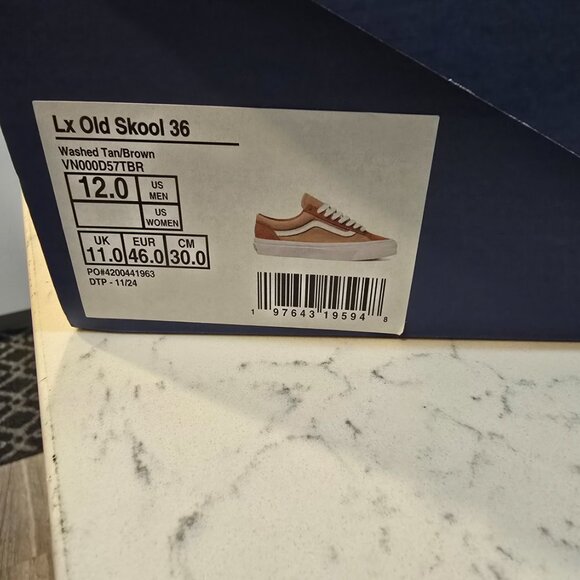 Lx Old Skool 36
Washed Tan/Brown
VN000D57TBR
12.0 US MEN
US WOMEN
UK EUR CM
11.0 46.0 30.0
PO#4200441963
DTP - 11/24
1 97643 19594 8